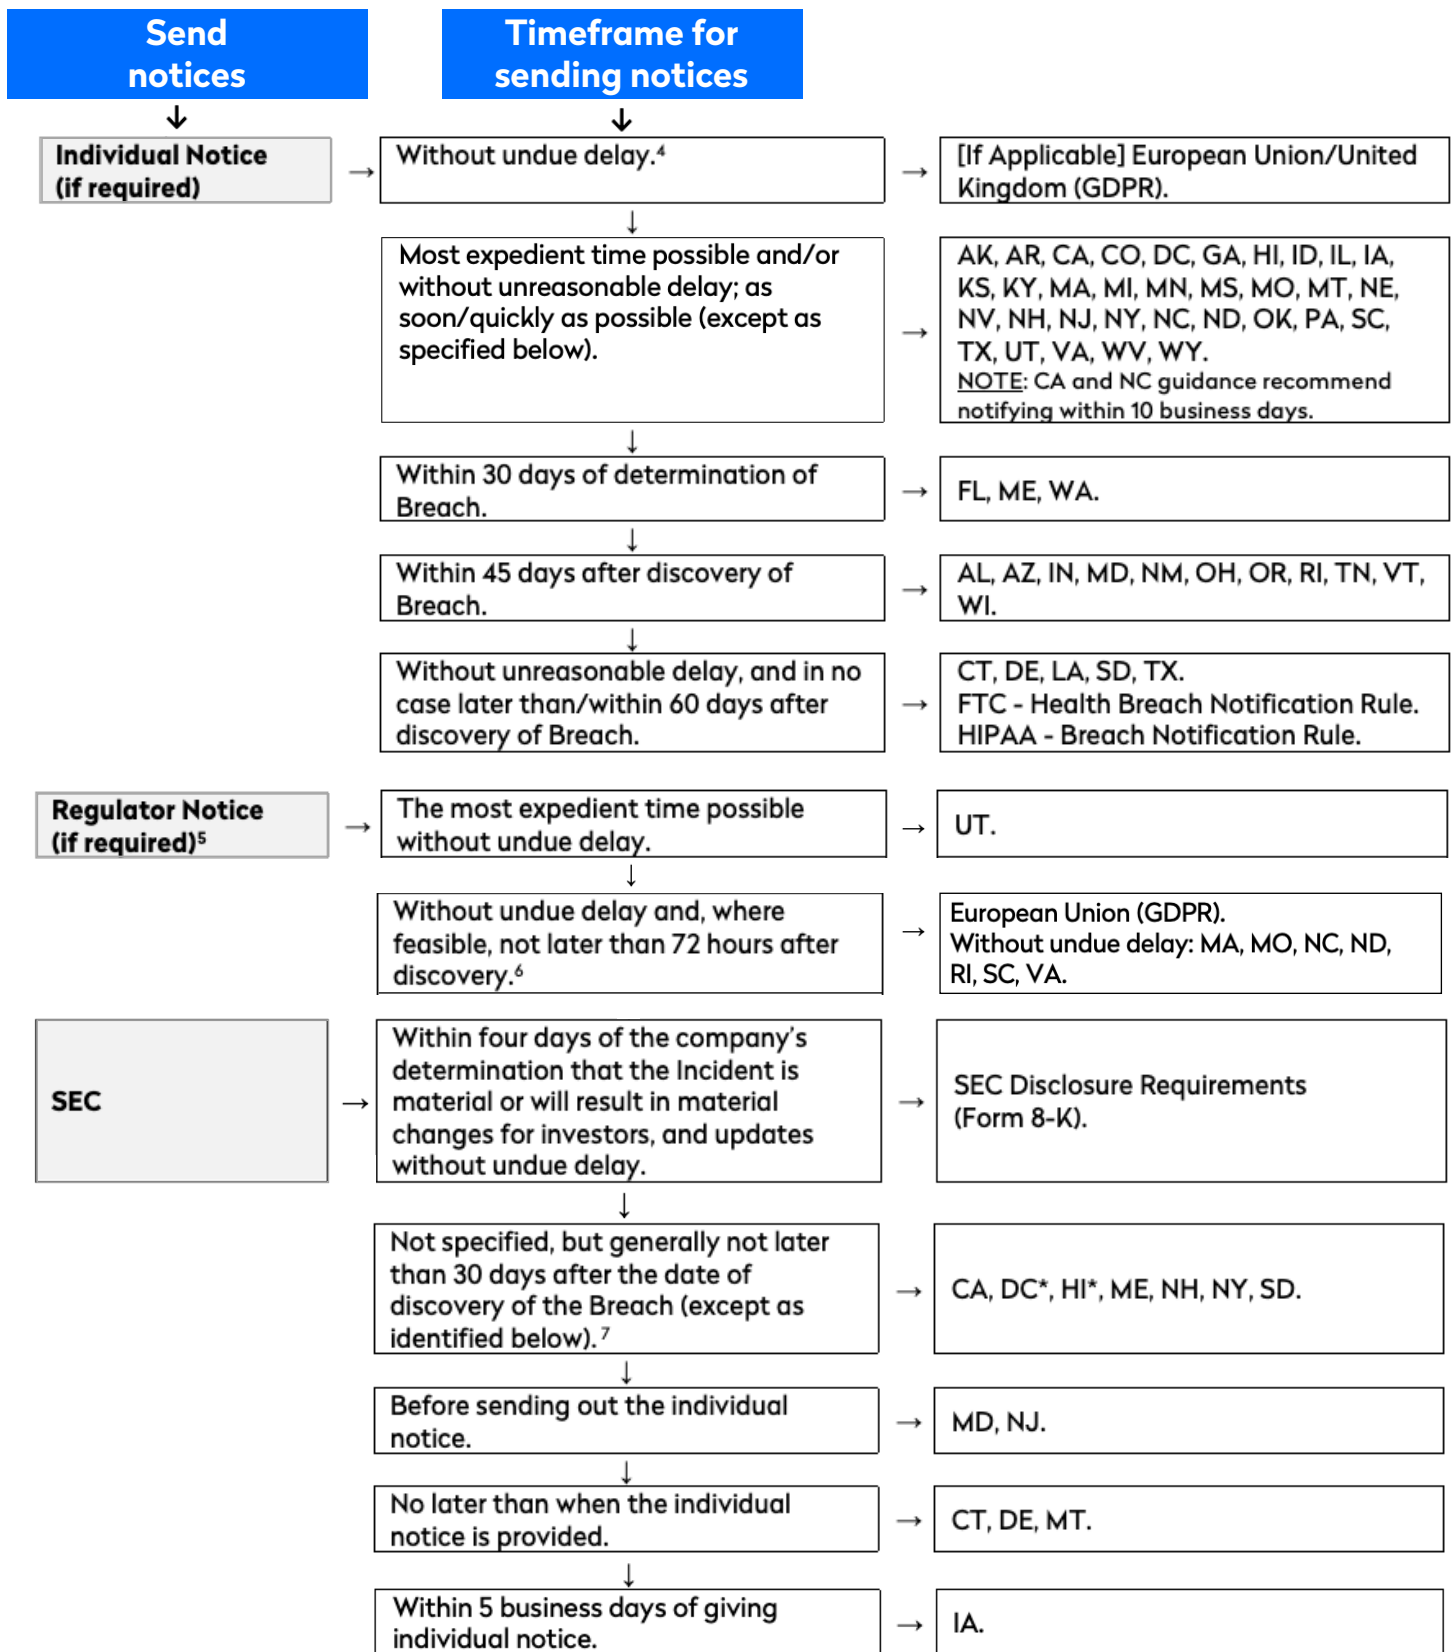 Send
notices
Timeframe for
sending notices
↓
↓
Individual Notice
(if required)
→
Without undue delay.⁴
→
[If Applicable] European Union/United
Kingdom (GDPR).
↓
Most expedient time possible and/or
without unreasonable delay; as
soon/quickly as possible (except as
specified below).
→
AK, AR, CA, CO, DC, GA, HI, ID, IL, IA,
KS, KY, MA, MI, MN, MS, MO, MT, NE,
NV, NH, NJ, NY, NC, ND, OK, PA, SC,
TX, UT, VA, WV, WY.
NOTE: CA and NC guidance recommend
notifying within 10 business days.
↓
Within 30 days of determination of
Breach.
→
FL, ME, WA.
↓
Within 45 days after discovery of
Breach.
→
AL, AZ, IN, MD, NM, OH, OR, RI, TN, VT,
WI.
↓
Without unreasonable delay, and in no
case later than/within 60 days after
discovery of Breach.
→
CT, DE, LA, SD, TX.
FTC - Health Breach Notification Rule.
HIPAA - Breach Notification Rule.
Regulator Notice
(if required)⁵
→
The most expedient time possible
without undue delay.
→
UT.
↓
Without undue delay and, where
feasible, not later than 72 hours after
discovery.⁶
→
European Union (GDPR).
Without undue delay: MA, MO, NC, ND,
RI, SC, VA.
SEC
→
Within four days of the company's
determination that the Incident is
material or will result in material
changes for investors, and updates
without undue delay.
→
SEC Disclosure Requirements
(Form 8-K).
↓
Not specified, but generally not later
than 30 days after the date of
discovery of the Breach (except as
identified below).⁷
→
CA, DC*, HI*, ME, NH, NY, SD.
↓
Before sending out the individual
notice.
→
MD, NJ.
↓
No later than when the individual
notice is provided.
→
CT, DE, MT.
↓
Within 5 business days of giving
individual notice.
→
IA.